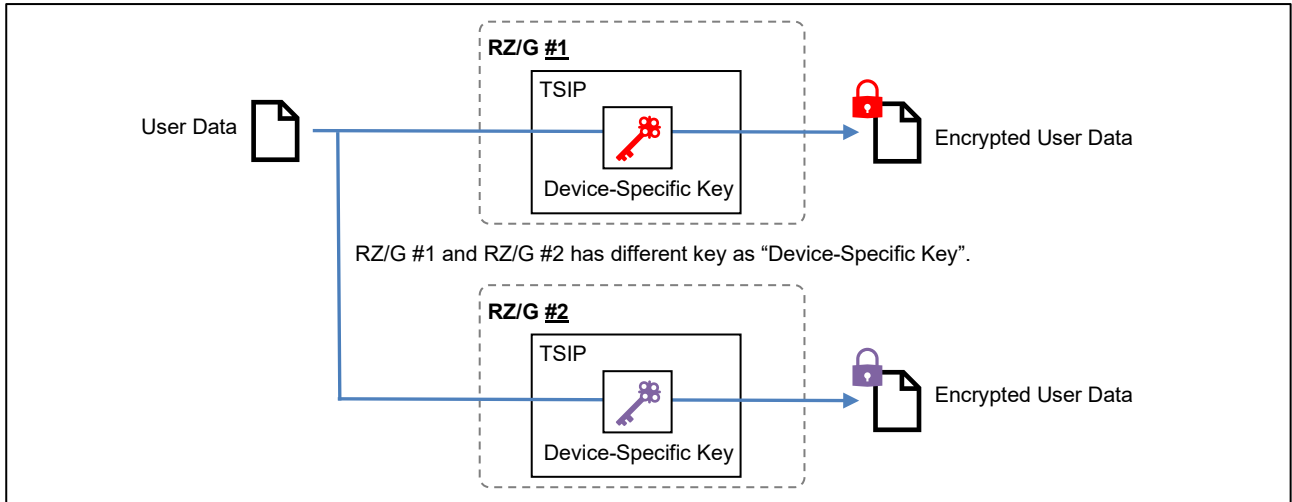 RZ/G #1
TSIP
User Data
Encrypted User Data
Device-Specific Key
RZ/G #1 and RZ/G #2 has different key as “Device-Specific Key”.
RZ/G #2
TSIP
Encrypted User Data
Device-Specific Key